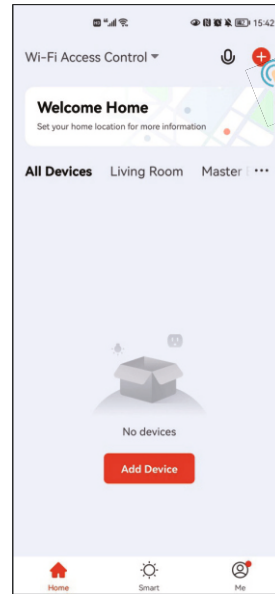 15:42
Wi-Fi Access Control
Welcome Home
Set your home location for more information
All Devices Living Room Master
No devices
Add Device
Home Smart Me